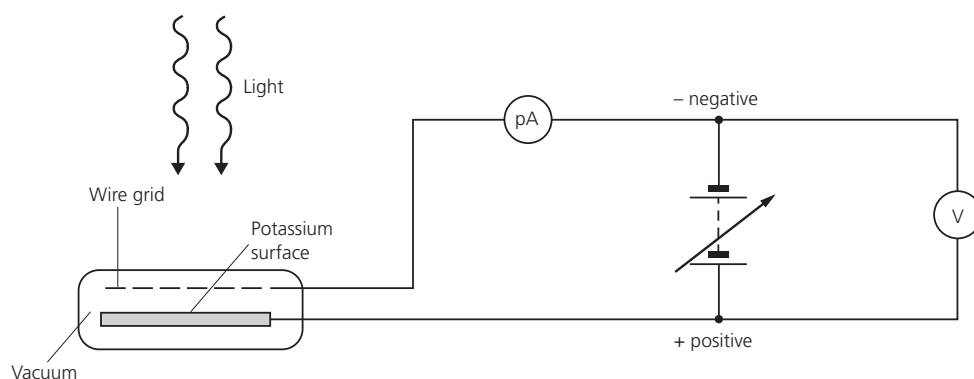 Light
pA
– negative
Wire grid
Potassium
surface
V
+ positive
Vacuum